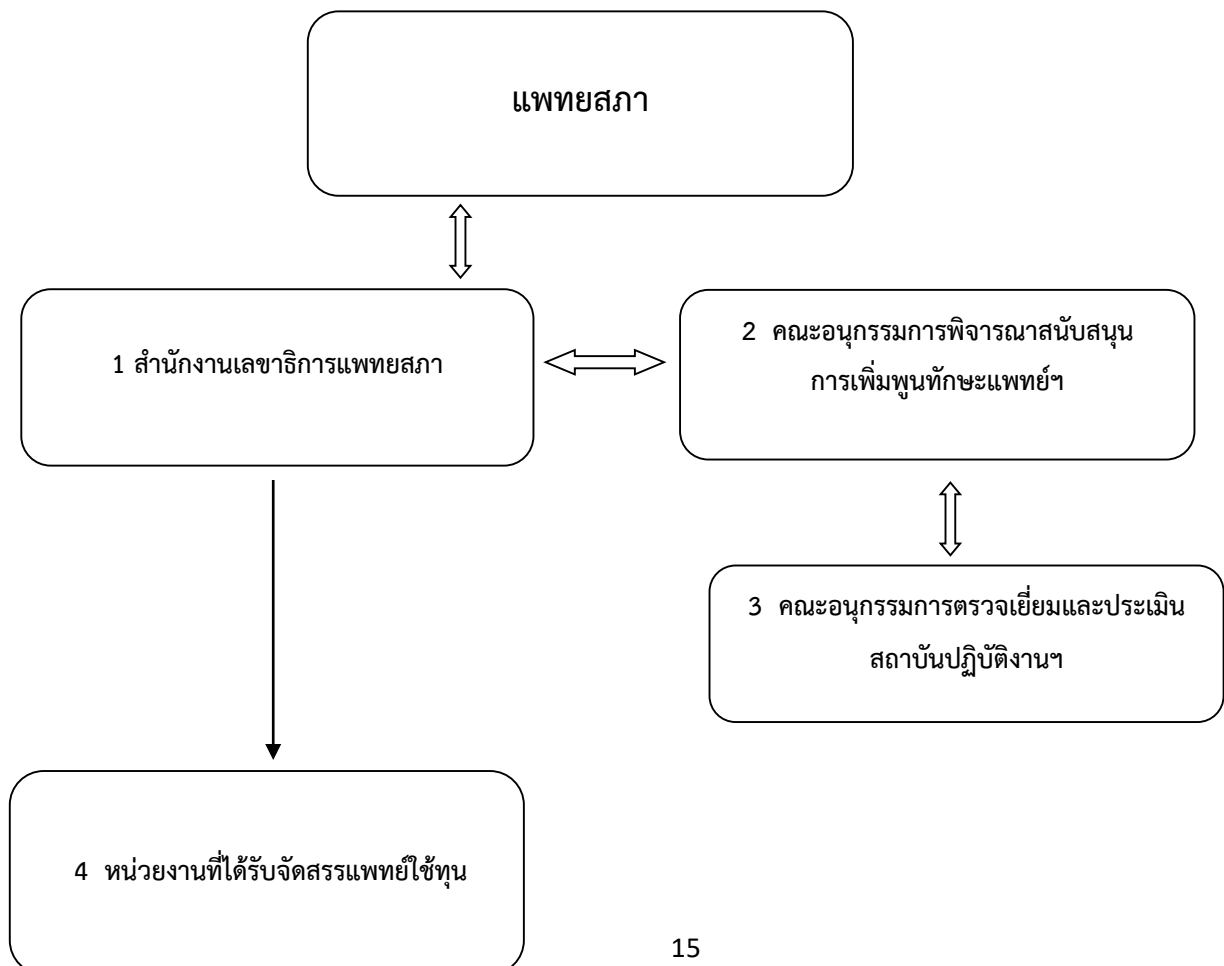 แพทยสภา
1 สำนักงานเลขาธิการแพทยสภา
2 คณะอนุกรรมการพิจารณาสนับสนุน
การเพิ่มพูนทักษะแพทย์ฯ
3 คณะอนุกรรมการตรวจเยี่ยมและประเมิน
สถาบันปฏิบัติงานฯ
4 หน่วยงานที่ได้รับจัดสรรแพทย์ใช้ทุน
15